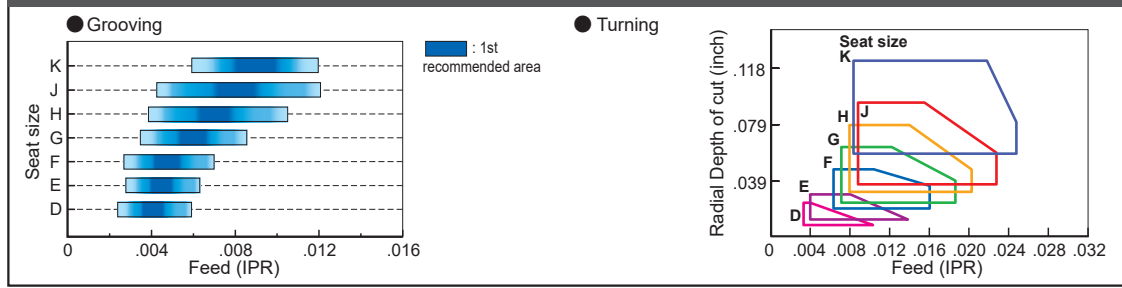 Grooving
Seat size
K
J
H
G
F
E
D
0 .004 .008 .012 .016
Feed (IPR)
: 1st
recommended area
Turning
Radial Depth of cut (inch)
.118
.079
.039
Seat size
K
J
H
G
F
E
D
0 .004 .008 .012 .016 .020 .024 .028 .032
Feed (IPR)